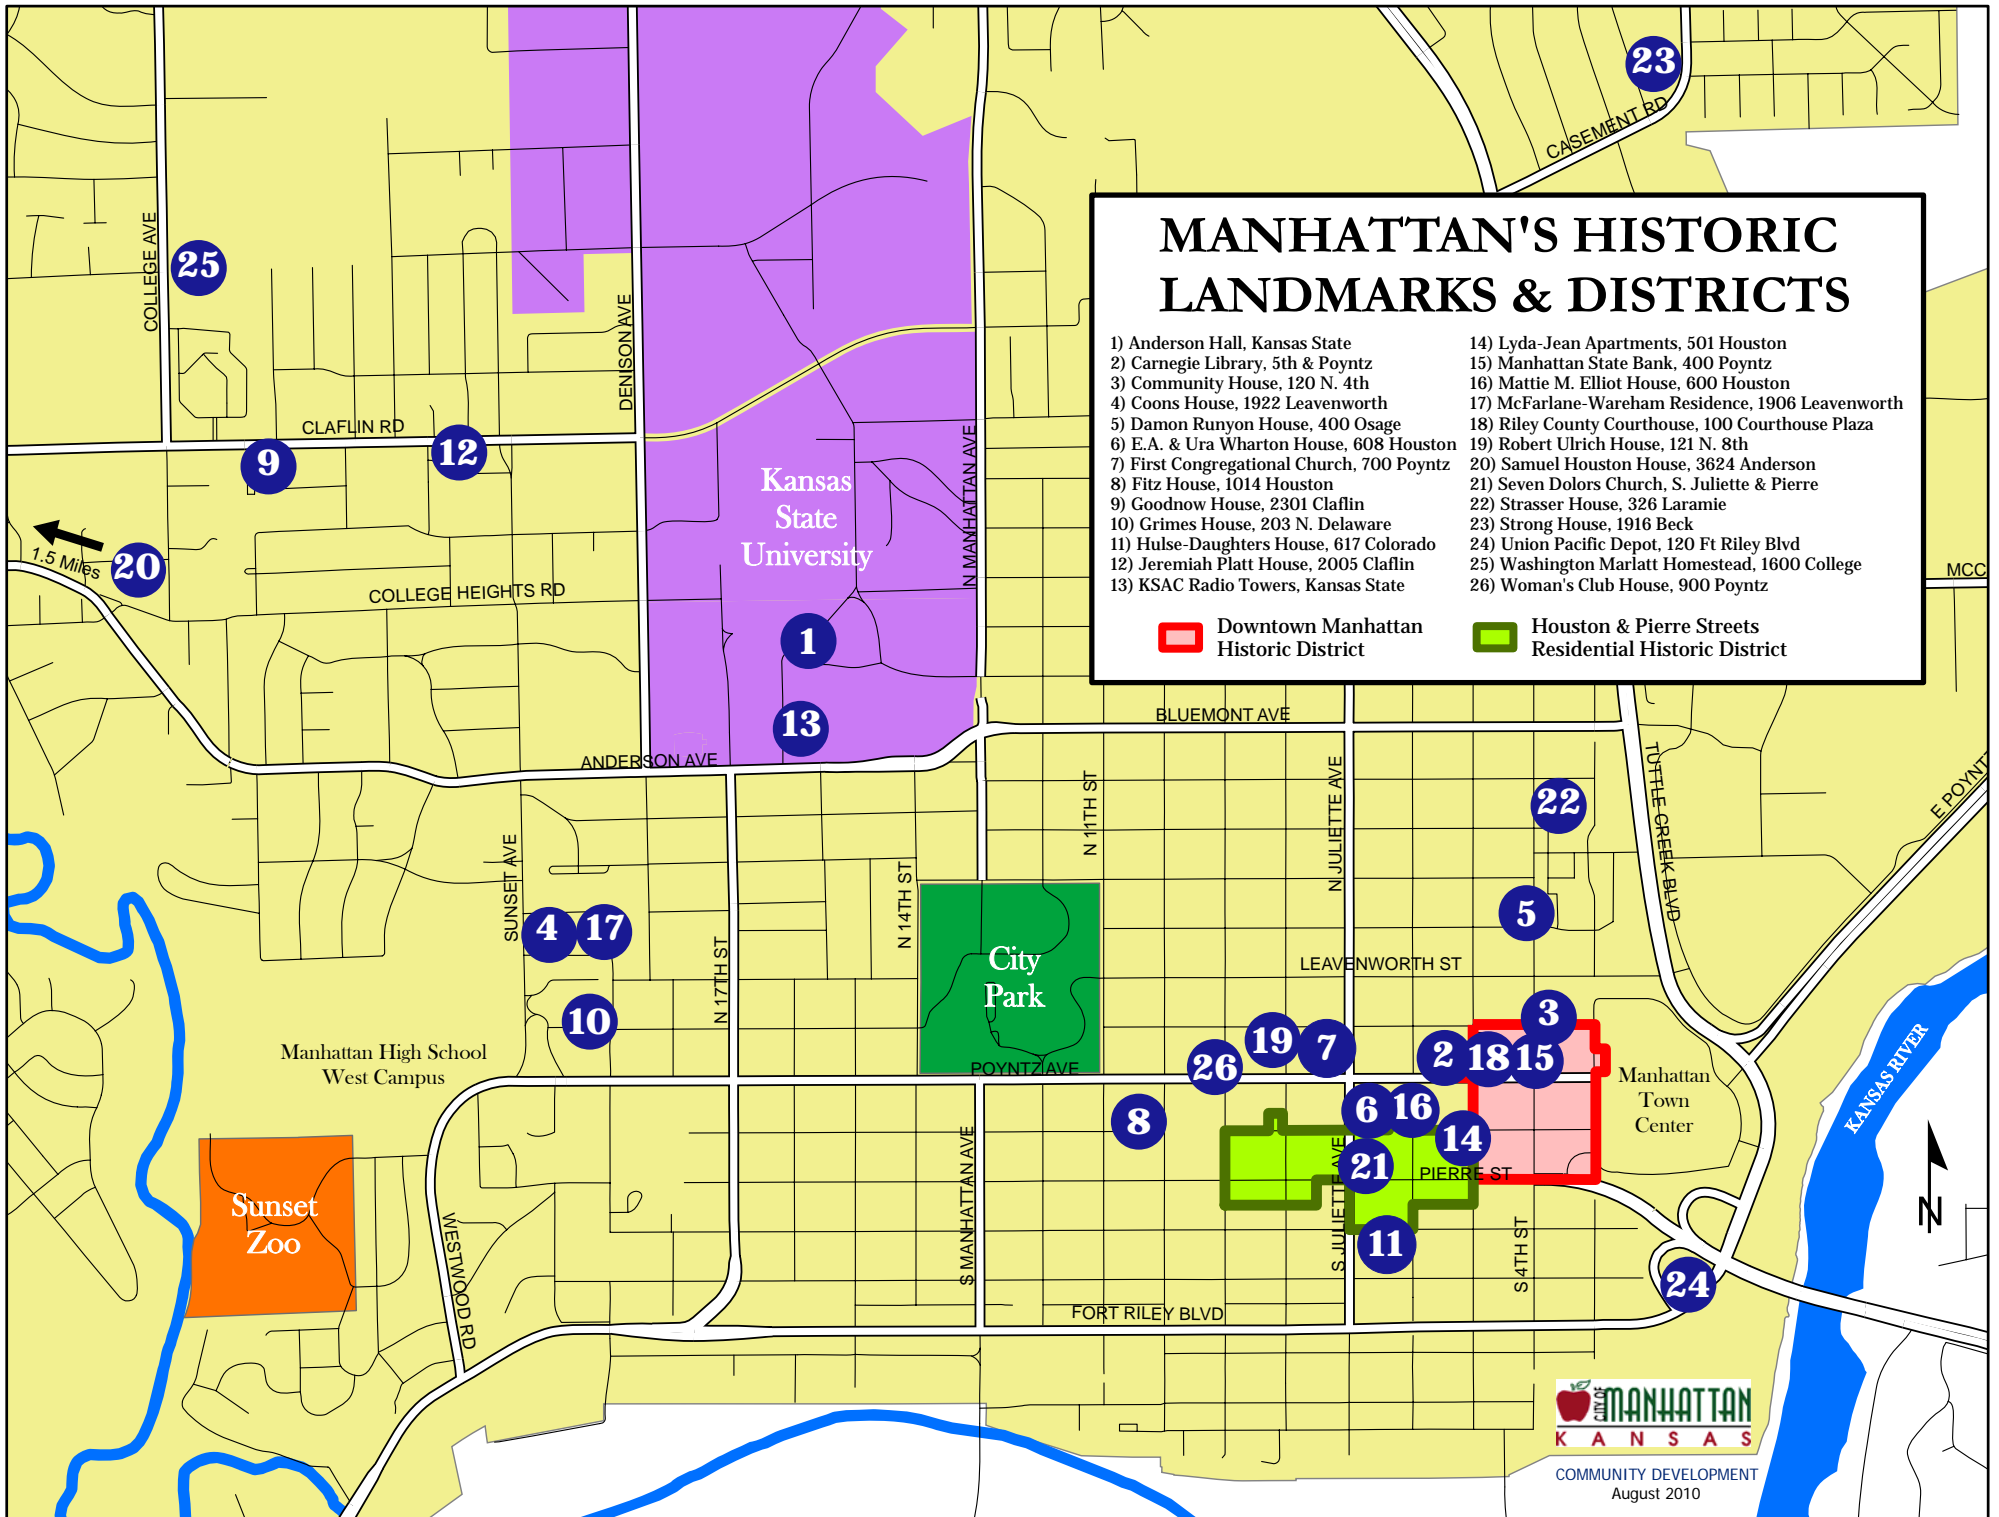 23
CASEMENT RD
MANHATTAN'S HISTORIC
LANDMARKS & DISTRICTS
1) Anderson Hall, Kansas State
2) Carnegie Library, 5th & Poyntz
3) Community House, 120 N. 4th
4) Coons House, 1922 Leavenworth
5) Damon Runyon House, 400 Osage
6) E.A. & Ura Wharton House, 608 Houston
7) First Congregational Church, 700 Poyntz
8) Fitz House, 1014 Houston
9) Goodnow House, 2301 Claflin
10) Grimes House, 203 N. Delaware
11) Hulse-Daughters House, 617 Colorado
12) Jeremiah Platt House, 2005 Claflin
13) KSAC Radio Towers, Kansas State
14) Lyda-Jean Apartments, 501 Houston
15) Manhattan State Bank, 400 Poyntz
16) Mattie M. Elliot House, 600 Houston
17) McFarlane-Wareham Residence, 1906 Leavenworth
18) Riley County Courthouse, 100 Courthouse Plaza
19) Robert Ulrich House, 121 N. 8th
20) Samuel Houston House, 3624 Anderson
21) Seven Dolors Church, S. Juliette & Pierre
22) Strasser House, 326 Laramie
23) Strong House, 1916 Beck
24) Union Pacific Depot, 120 Ft Riley Blvd
25) Washington Marlatt Homestead, 1600 College
26) Woman's Club House, 900 Poyntz
Downtown Manhattan
Historic District
Houston & Pierre Streets
Residential Historic District
COLLEGE AVE
25
DENISON AVE
CLAFLIN RD
9
12
Kansas
State
University
N MANHATTAN AVE
1.5 Miles
20
COLLEGE HEIGHTS RD
MCC
1
13
BLUEMONT AVE
ANDERSON AVE
N 11TH ST
N JULIETTE AVE
22
TUTTLE CREEK BLVD
E POYNT
SUNSET AVE
4
17
N 14TH ST
5
N 17TH ST
City
Park
LEAVENWORTH ST
10
3
Manhattan High School
West Campus
19
7
2
18
15
26
POYNTZ AVE
Manhattan
Town
Center
KANSAS RIVER
8
6
16
14
21
PIERRE ST
Sunset
Zoo
WESTWOOD RD
S MANHATTAN AVE
S JULIETTE AVE
11
S 4TH ST
24
N
FORT RILEY BLVD
CITY OF
MANHATTAN
KANSAS
COMMUNITY DEVELOPMENT
August 2010